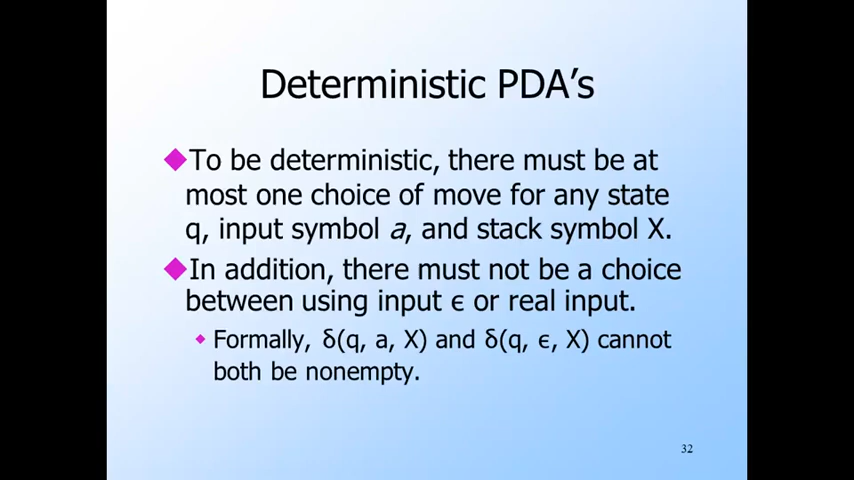 Deterministic PDA’s
To be deterministic, there must be at
most one choice of move for any state
q, input symbol a, and stack symbol X.
In addition, there must not be a choice
between using input ϵ or real input.
Formally, δ(q, a, X) and δ(q, ϵ, X) cannot
both be nonempty.
32